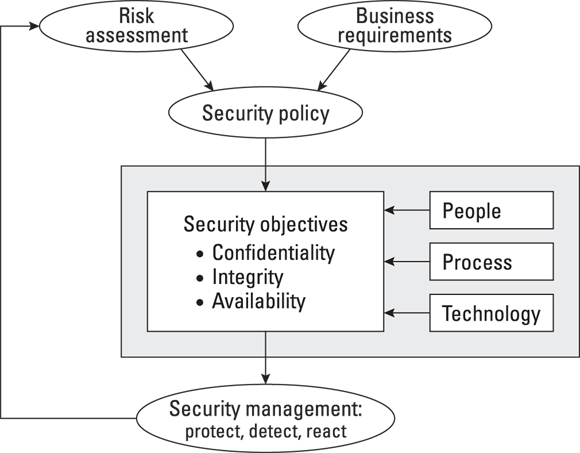 Risk
assessment
Business
requirements
Security policy
Security objectives
• Confidentiality
• Integrity
• Availability
People
Process
Technology
Security management:
protect, detect, react